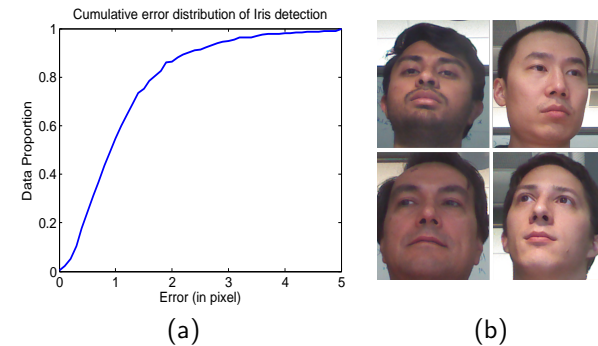 Cumulative error distribution of Iris detection
Data Proportion
1
0.8
0.6
0.4
0.2
0
0 1 2 3 4 5
Error (in pixel)
(a) (b)